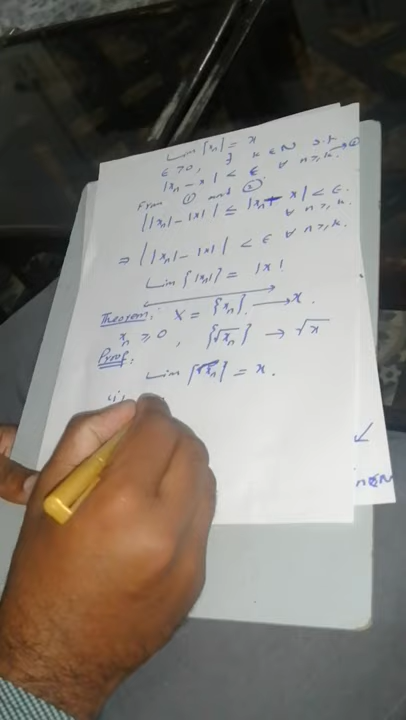 Lim {xn} = x
ε > 0, ∃ k ∈ N s.t
|xn - x| < ε ∀ n ≥ k. → ②
From ① and ②.
||xn| - |x|| ≤ |xn - x| < ε.
∀ n ≥ k.
⇒ ||xn| - |x|| < ε ∀ n ≥ k.
Lim {|xn|} = |x|
Theorem: X = {xn} → x.
xn ≥ 0, {√xn} → √x
Proof:
Lim {xn} = x.
n ∈ N